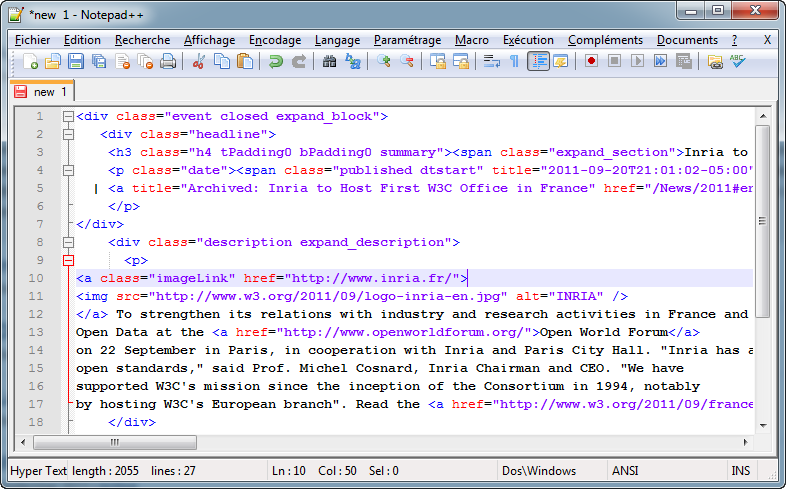 *new  1 - Notepad++
Fichier Edition Recherche Affichage Encodage Langage Paramétrage Macro Exécution Compléments Documents ? X
new 1
1 <div class="event closed expand_block">
2 <div class="headline">
3 <h3 class="h4 tPadding0 bPadding0 summary"><span class="expand_section">Inria to
4 <p class="date"><span class="published dtstart" title="2011-09-20T21:01:02-05:00"
5 | <a title="Archived: Inria to Host First W3C Office in France" href="/News/2011#en
6 </p>
7 </div>
8 <div class="description expand_description">
9 <p>
10 <a class="imageLink" href="http://www.inria.fr/">
11 <img src="http://www.w3.org/2011/09/logo-inria-en.jpg" alt="INRIA" />
12 </a> To strengthen its relations with industry and research activities in France and
13 Open Data at the <a href="http://www.openworldforum.org/">Open World Forum</a>
14 on 22 September in Paris, in cooperation with Inria and Paris City Hall. "Inria has a
15 open standards," said Prof. Michel Cosnard, Inria Chairman and CEO. "We have
16 supported W3C's mission since the inception of the Consortium in 1994, notably
17 by hosting W3C's European branch". Read the <a href="http://www.w3.org/2011/09/france
18 </div>
Hyper Text length : 2055 lines : 27 Ln : 10 Col : 50 Sel : 0 Dos\Windows ANSI INS